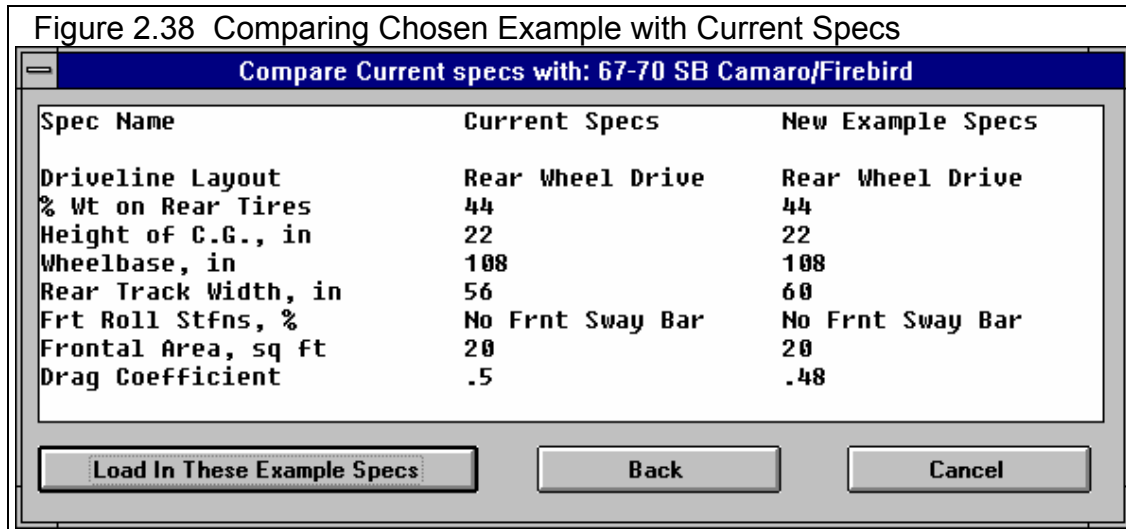 Figure 2.38 Comparing Chosen Example with Current Specs
Compare Current specs with: 67-70 SB Camaro/Firebird
Spec Name Current Specs New Example Specs
Driveline Layout Rear Wheel Drive Rear Wheel Drive
% Wt on Rear Tires 44 44
Height of C.G., in 22 22
Wheelbase, in 108 108
Rear Track Width, in 56 60
Frt Roll Stfns, % No Frnt Sway Bar No Frnt Sway Bar
Frontal Area, sq ft 20 20
Drag Coefficient .5 .48
Load In These Example Specs Back Cancel